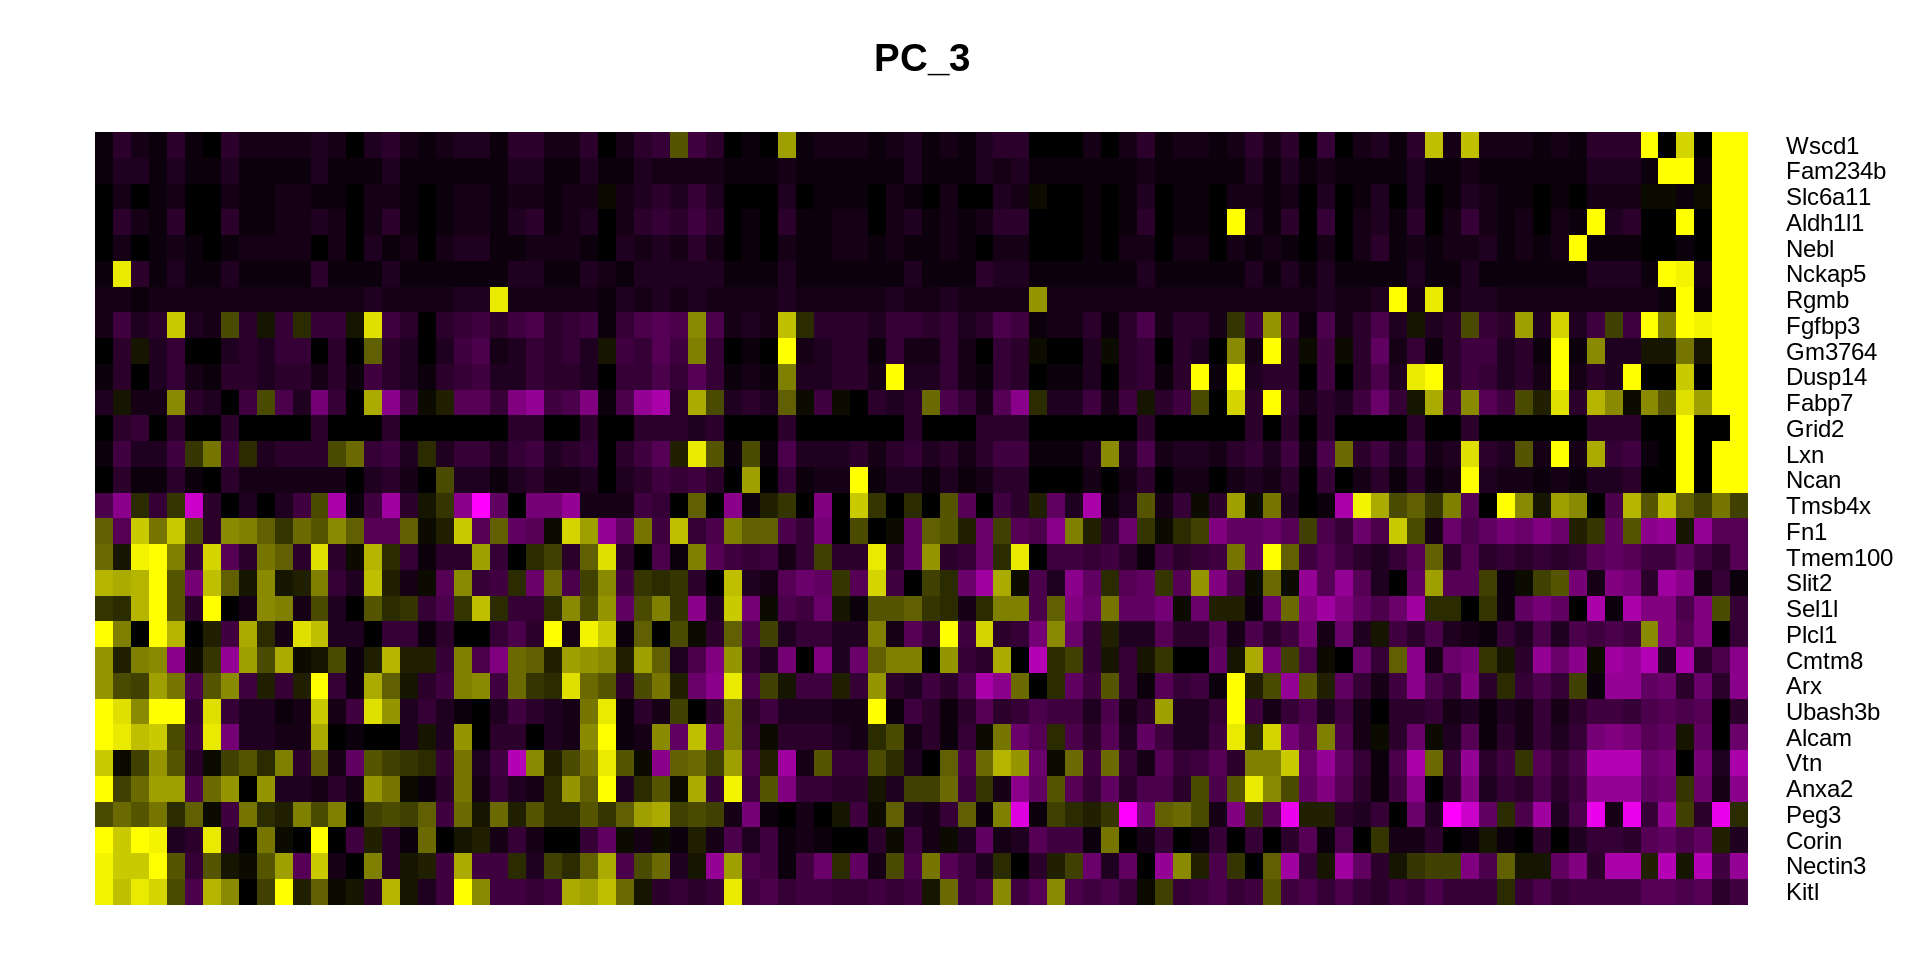 PC_3
Wscd1
Fam234b
Slc6a11
Aldh1l1
Nebl
Nckap5
Rgmb
Fgfbp3
Gm3764
Dusp14
Fabp7
Grid2
Lxn
Ncan
Tmsb4x
Fn1
Tmem100
Slit2
Sel1l
Plcl1
Cmtm8
Arx
Ubash3b
Alcam
Vtn
Anxa2
Peg3
Corin
Nectin3
Kitl